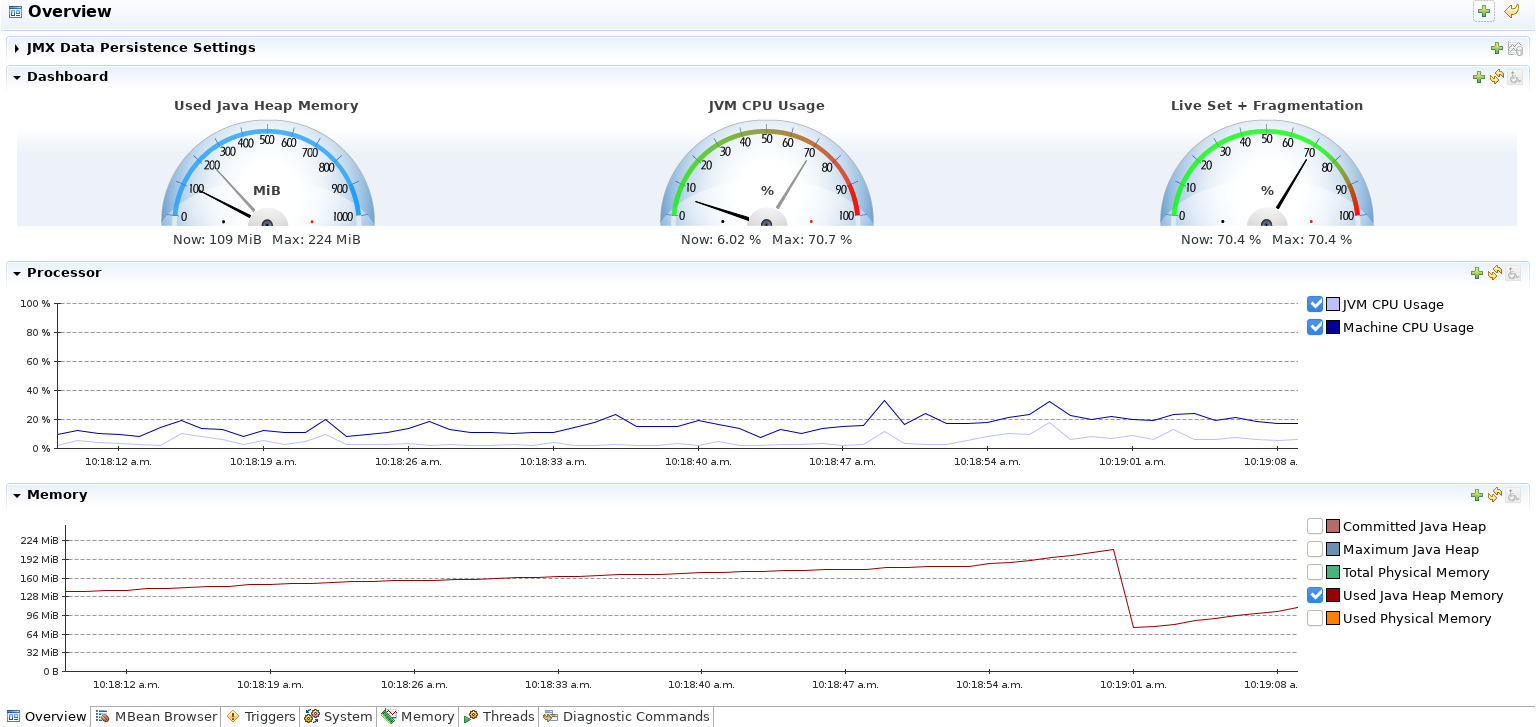 Overview
JMX Data Persistence Settings
Dashboard
Used Java Heap Memory
0 100 200 300 400 500 600 700 800 900 1000
MiB
Now: 109 MiB Max: 224 MiB
JVM CPU Usage
0 10 20 30 40 50 60 70 80 90 100
%
Now: 6.02 % Max: 70.7 %
Live Set + Fragmentation
0 10 20 30 40 50 60 70 80 90 100
%
Now: 70.4 % Max: 70.4 %
Processor
100 %
80 %
60 %
40 %
20 %
0 %
10:18:12 a.m. 10:18:19 a.m. 10:18:26 a.m. 10:18:33 a.m. 10:18:40 a.m. 10:18:47 a.m. 10:18:54 a.m. 10:19:01 a.m. 10:19:08 a.
JVM CPU Usage
Machine CPU Usage
Memory
224 MiB
192 MiB
160 MiB
128 MiB
96 MiB
64 MiB
32 MiB
0 B
10:18:12 a.m. 10:18:19 a.m. 10:18:26 a.m. 10:18:33 a.m. 10:18:40 a.m. 10:18:47 a.m. 10:18:54 a.m. 10:19:01 a.m. 10:19:08 a.
Committed Java Heap
Maximum Java Heap
Total Physical Memory
Used Java Heap Memory
Used Physical Memory
Overview MBean Browser Triggers System Memory Threads Diagnostic Commands